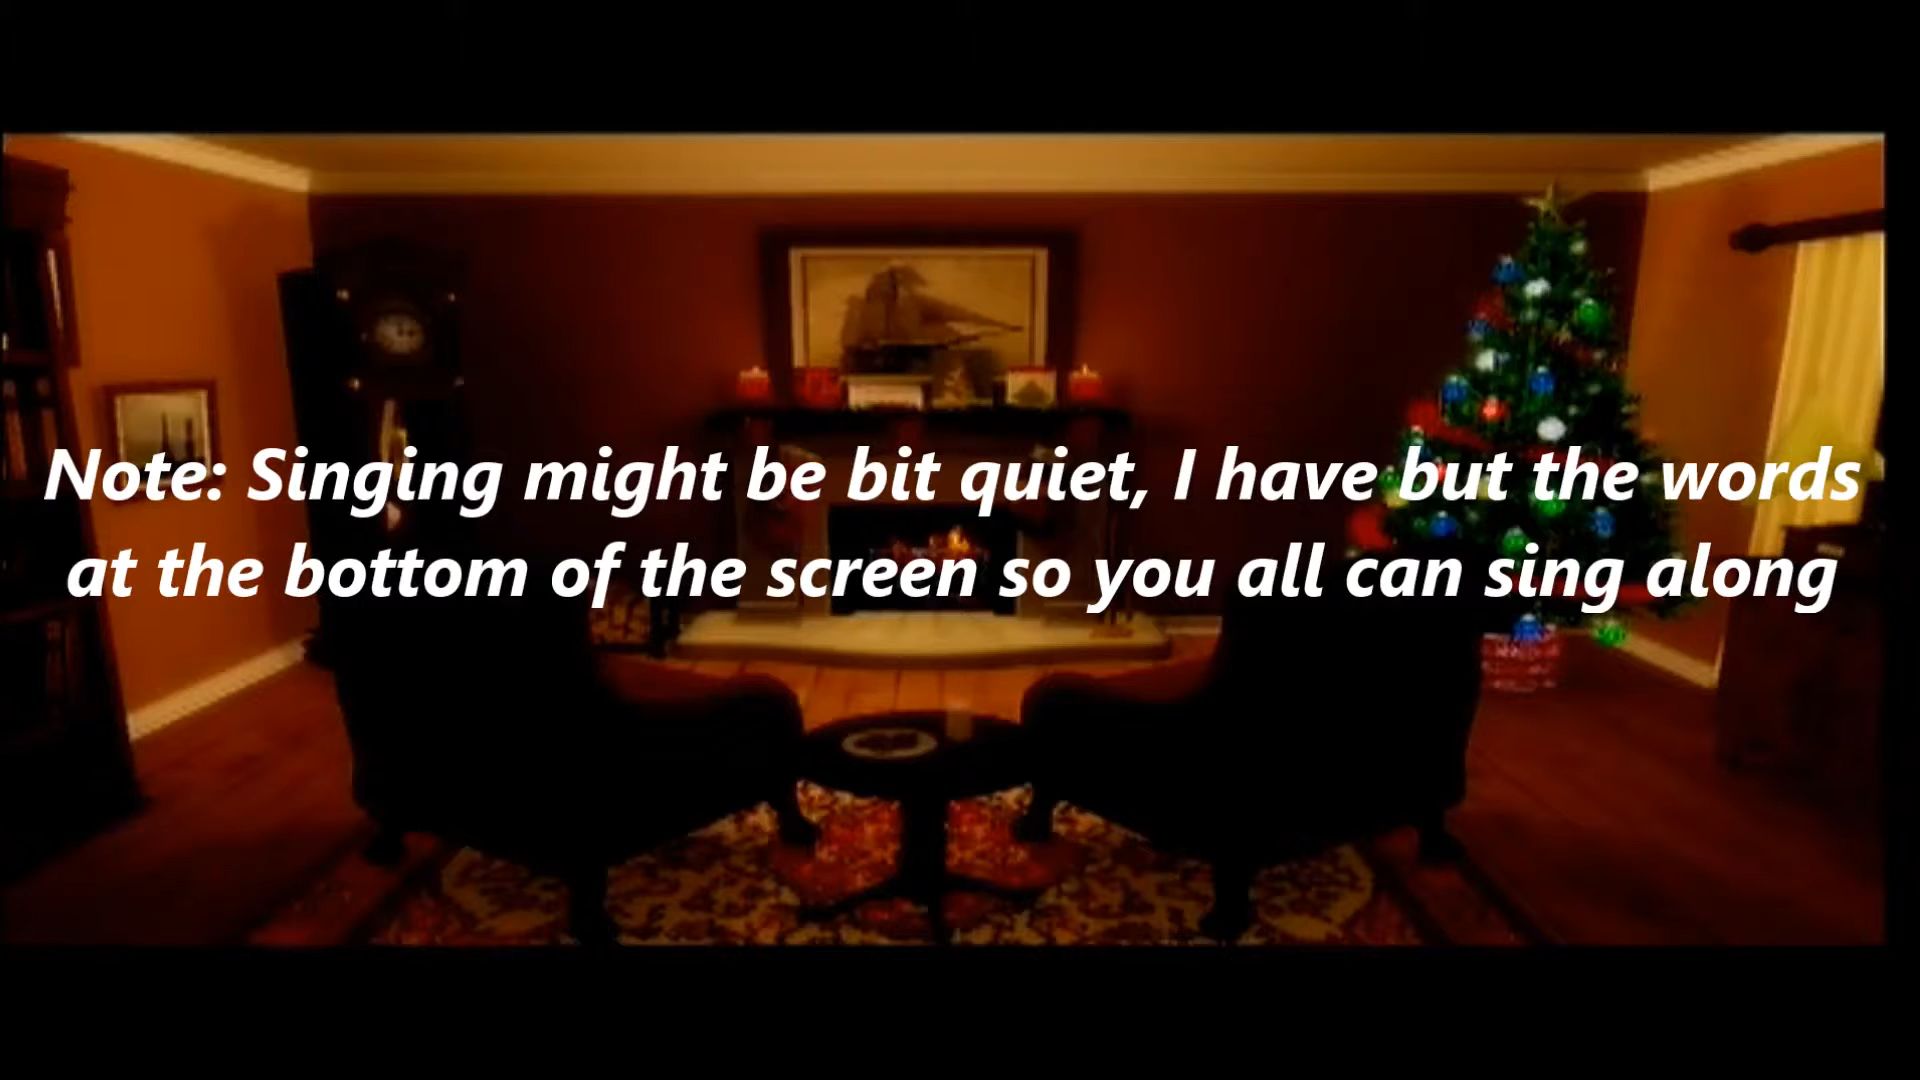 Note: Singing might be bit quiet, I have but the words
at the bottom of the screen so you all can sing along